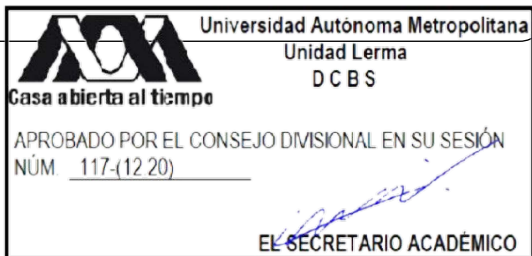 Universidad Autónoma Metropolitana
Unidad Lerma
D C B S
Casa abierta al tiempo
APROBADO POR EL CONSEJO DIVISIONAL EN SU SESIÓN
NÚM. 117-(12.20)
EL SECRETARIO ACADÉMICO